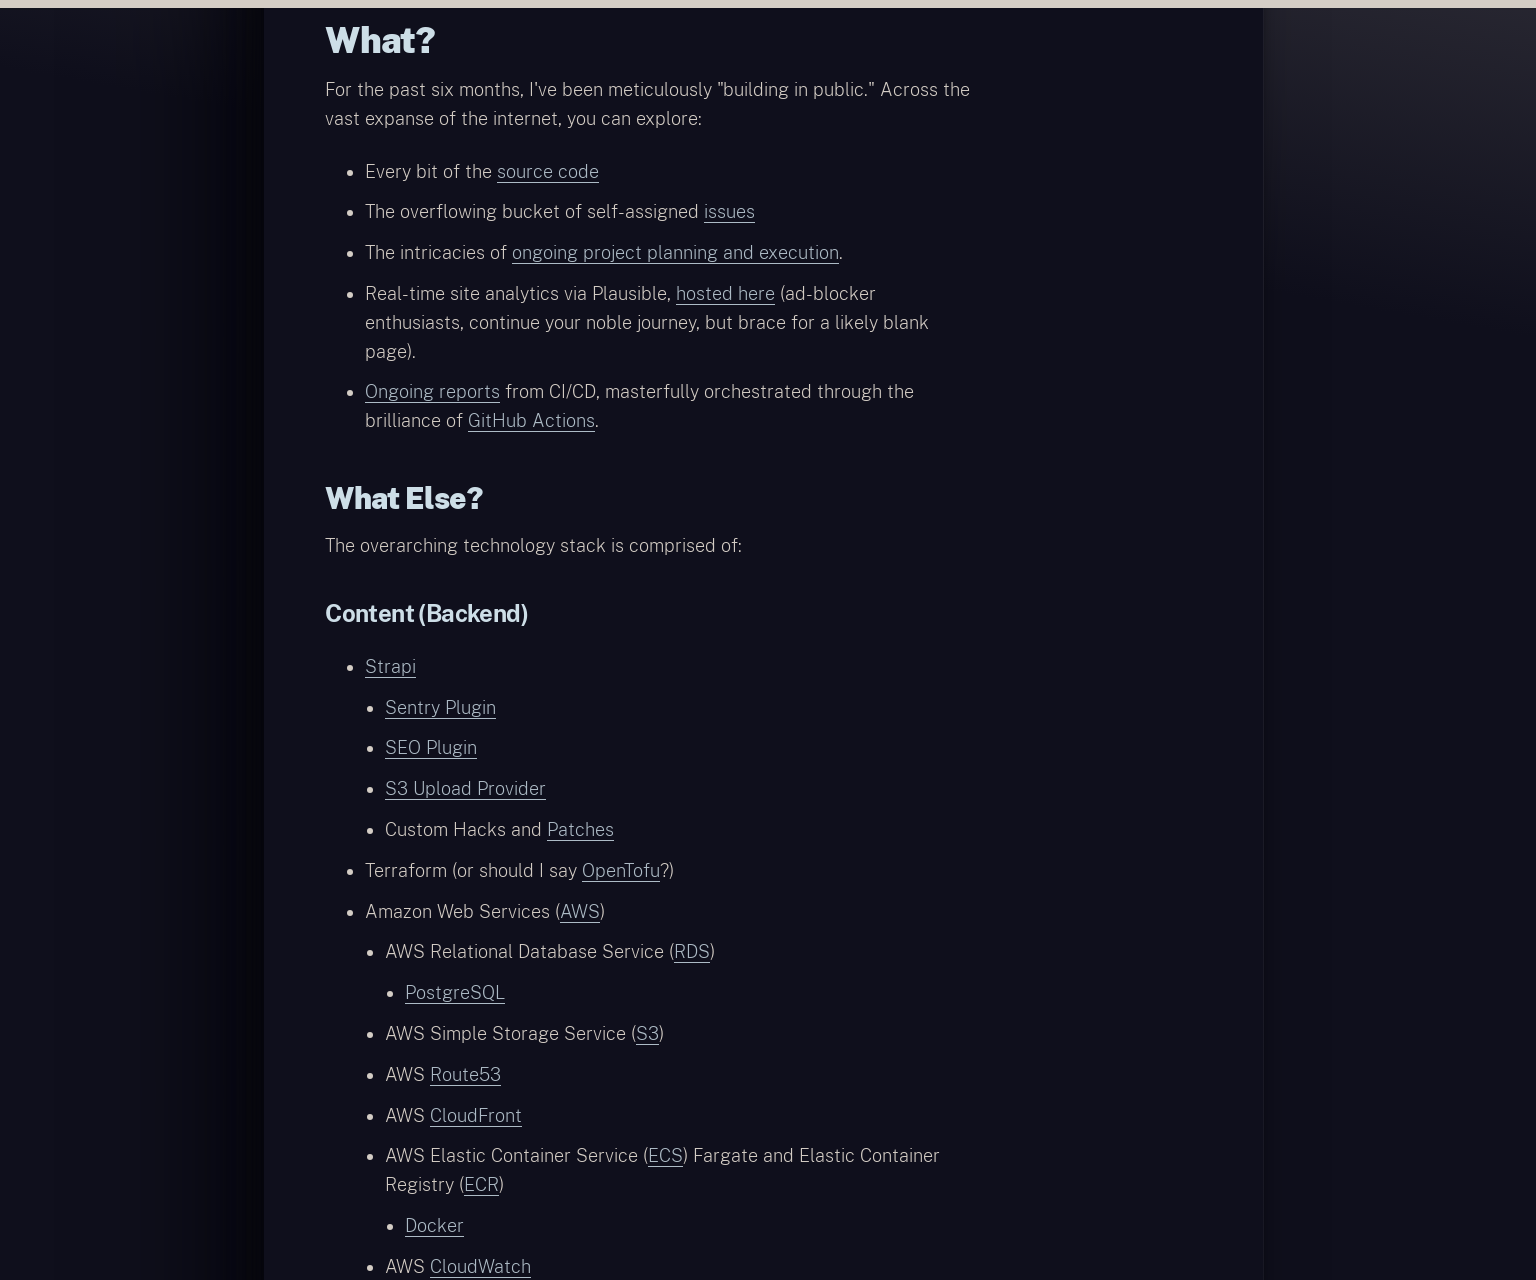 What?
For the past six months, I've been meticulously "building in public." Across the
vast expanse of the internet, you can explore:
Every bit of the source code
The overflowing bucket of self-assigned issues
The intricacies of ongoing project planning and execution.
Real-time site analytics via Plausible, hosted here (ad-blocker
enthusiasts, continue your noble journey, but brace for a likely blank
page).
Ongoing reports from CI/CD, masterfully orchestrated through the
brilliance of GitHub Actions.
What Else?
The overarching technology stack is comprised of:
Content (Backend)
Strapi
Sentry Plugin
SEO Plugin
S3 Upload Provider
Custom Hacks and Patches
Terraform (or should I say OpenTofu?)
Amazon Web Services (AWS)
AWS Relational Database Service (RDS)
PostgreSQL
AWS Simple Storage Service (S3)
AWS Route53
AWS CloudFront
AWS Elastic Container Service (ECS) Fargate and Elastic Container
Registry (ECR)
Docker
AWS CloudWatch